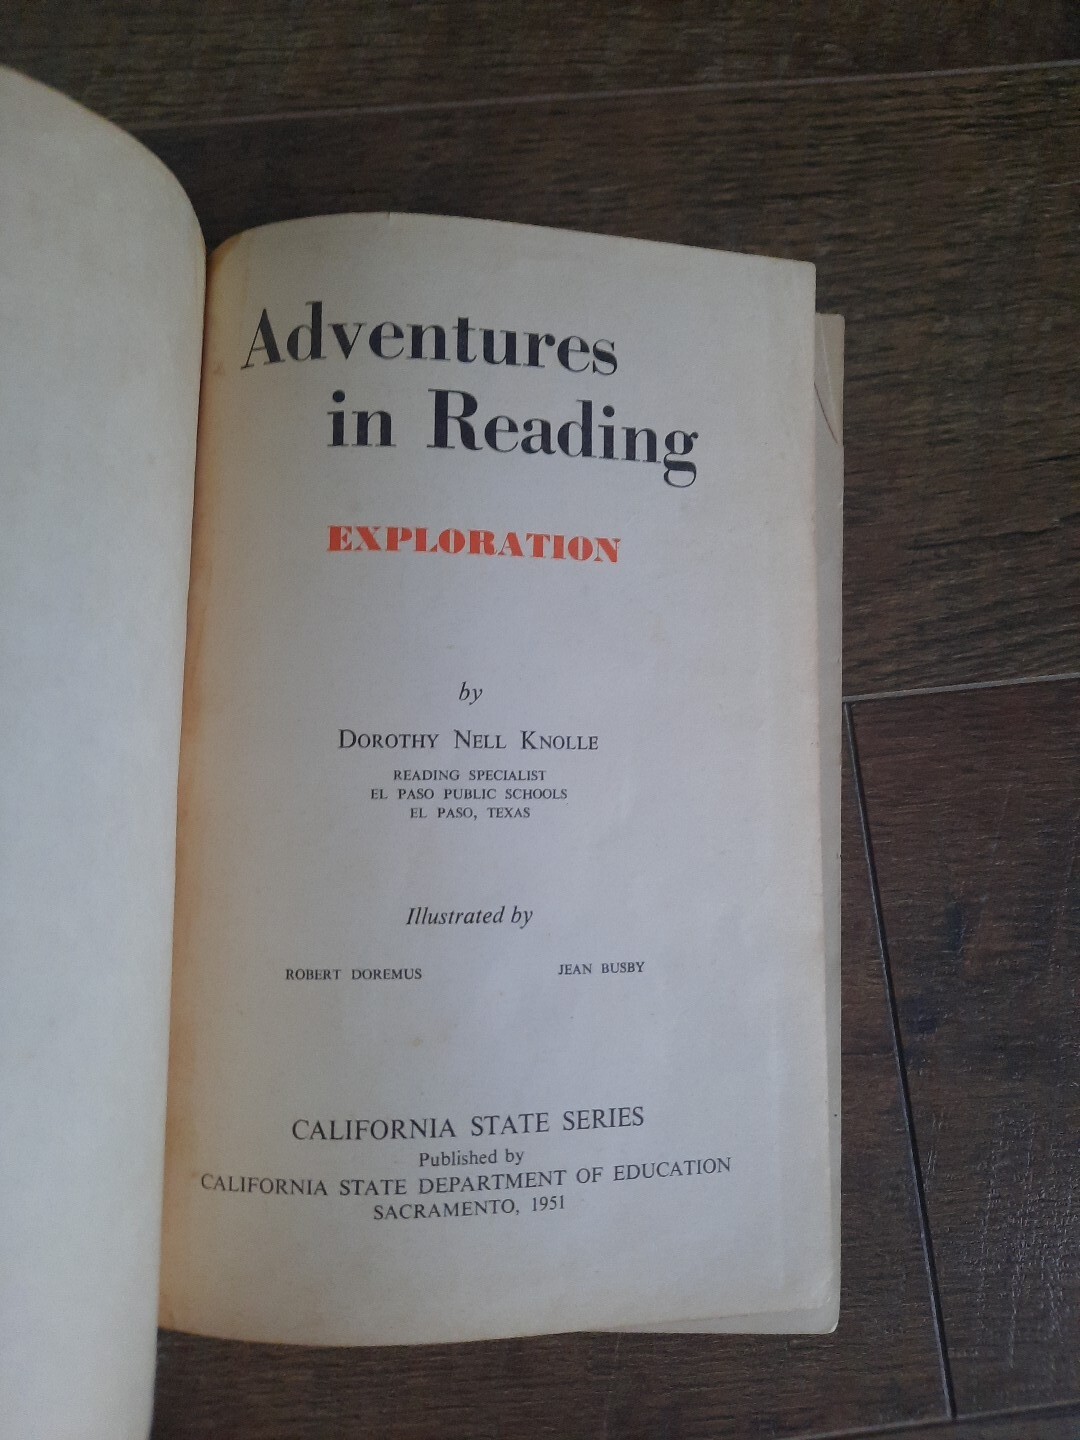 Adventures
in Reading
EXPLORATION
by
DOROTHY NELL KNOLLE
READING SPECIALIST
EL PASO PUBLIC SCHOOLS
EL PASO, TEXAS
Illustrated by
ROBERT DOREMUS JEAN BUSBY
CALIFORNIA STATE SERIES
Published by
CALIFORNIA STATE DEPARTMENT OF EDUCATION
SACRAMENTO, 1951